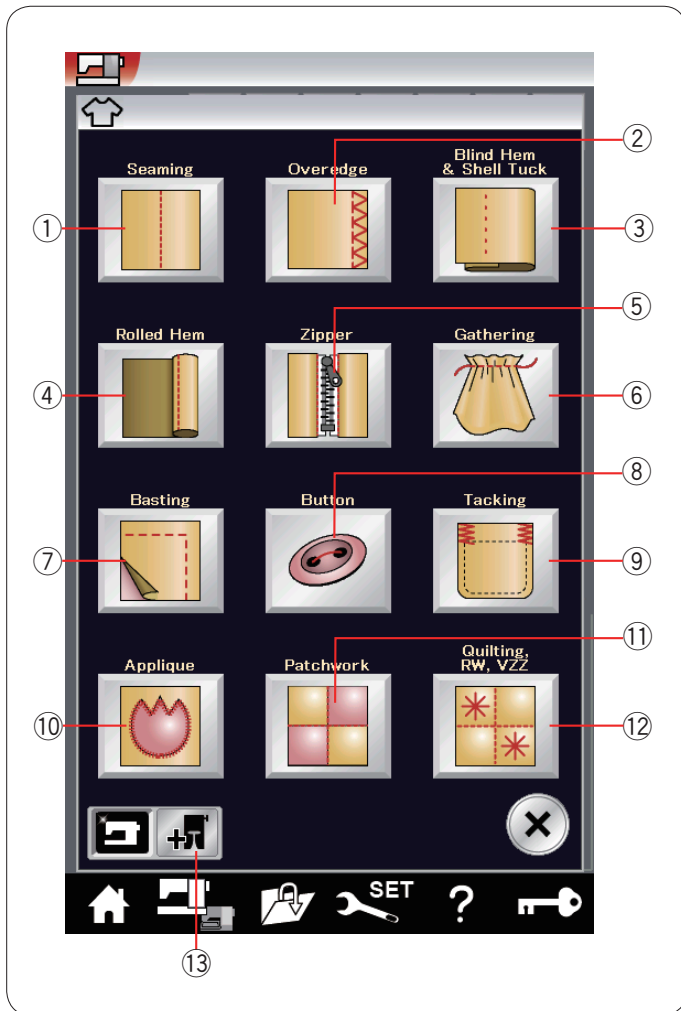 ②
Seaming Overedge Blind Hem
& Shell Tuck
① ③
⑤
Rolled Hem Zipper Gathering
④ ⑥
⑧
Basting Button Tacking
⑦ ⑨
⑪
Applique Patchwork Quilting,
RW, VZZ
⑩ ⑫
SET
?
⑬